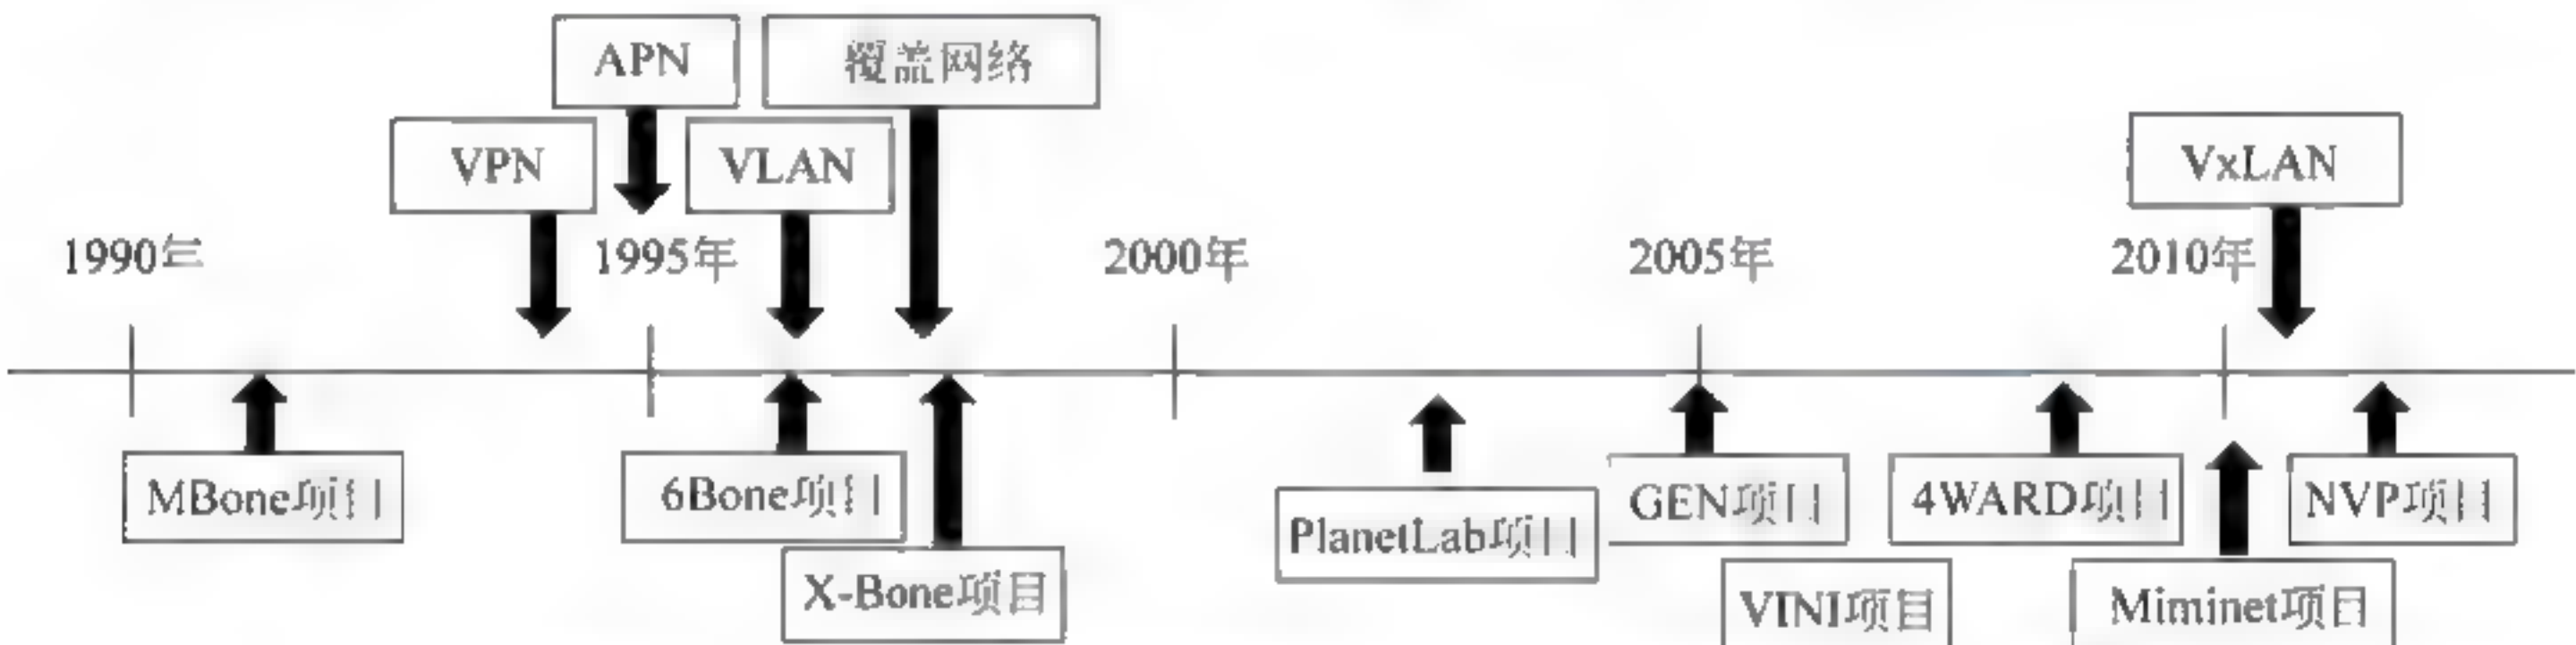 APN
覆盖网络
VPN
VLAN
VxLAN
1990年
1995年
2000年
2005年
2010年
MBone项目
6Bone项目
X-Bone项目
PlanetLab项目
GEN项目
VINI项目
4WARD项目
Miminet项目
NVP项目